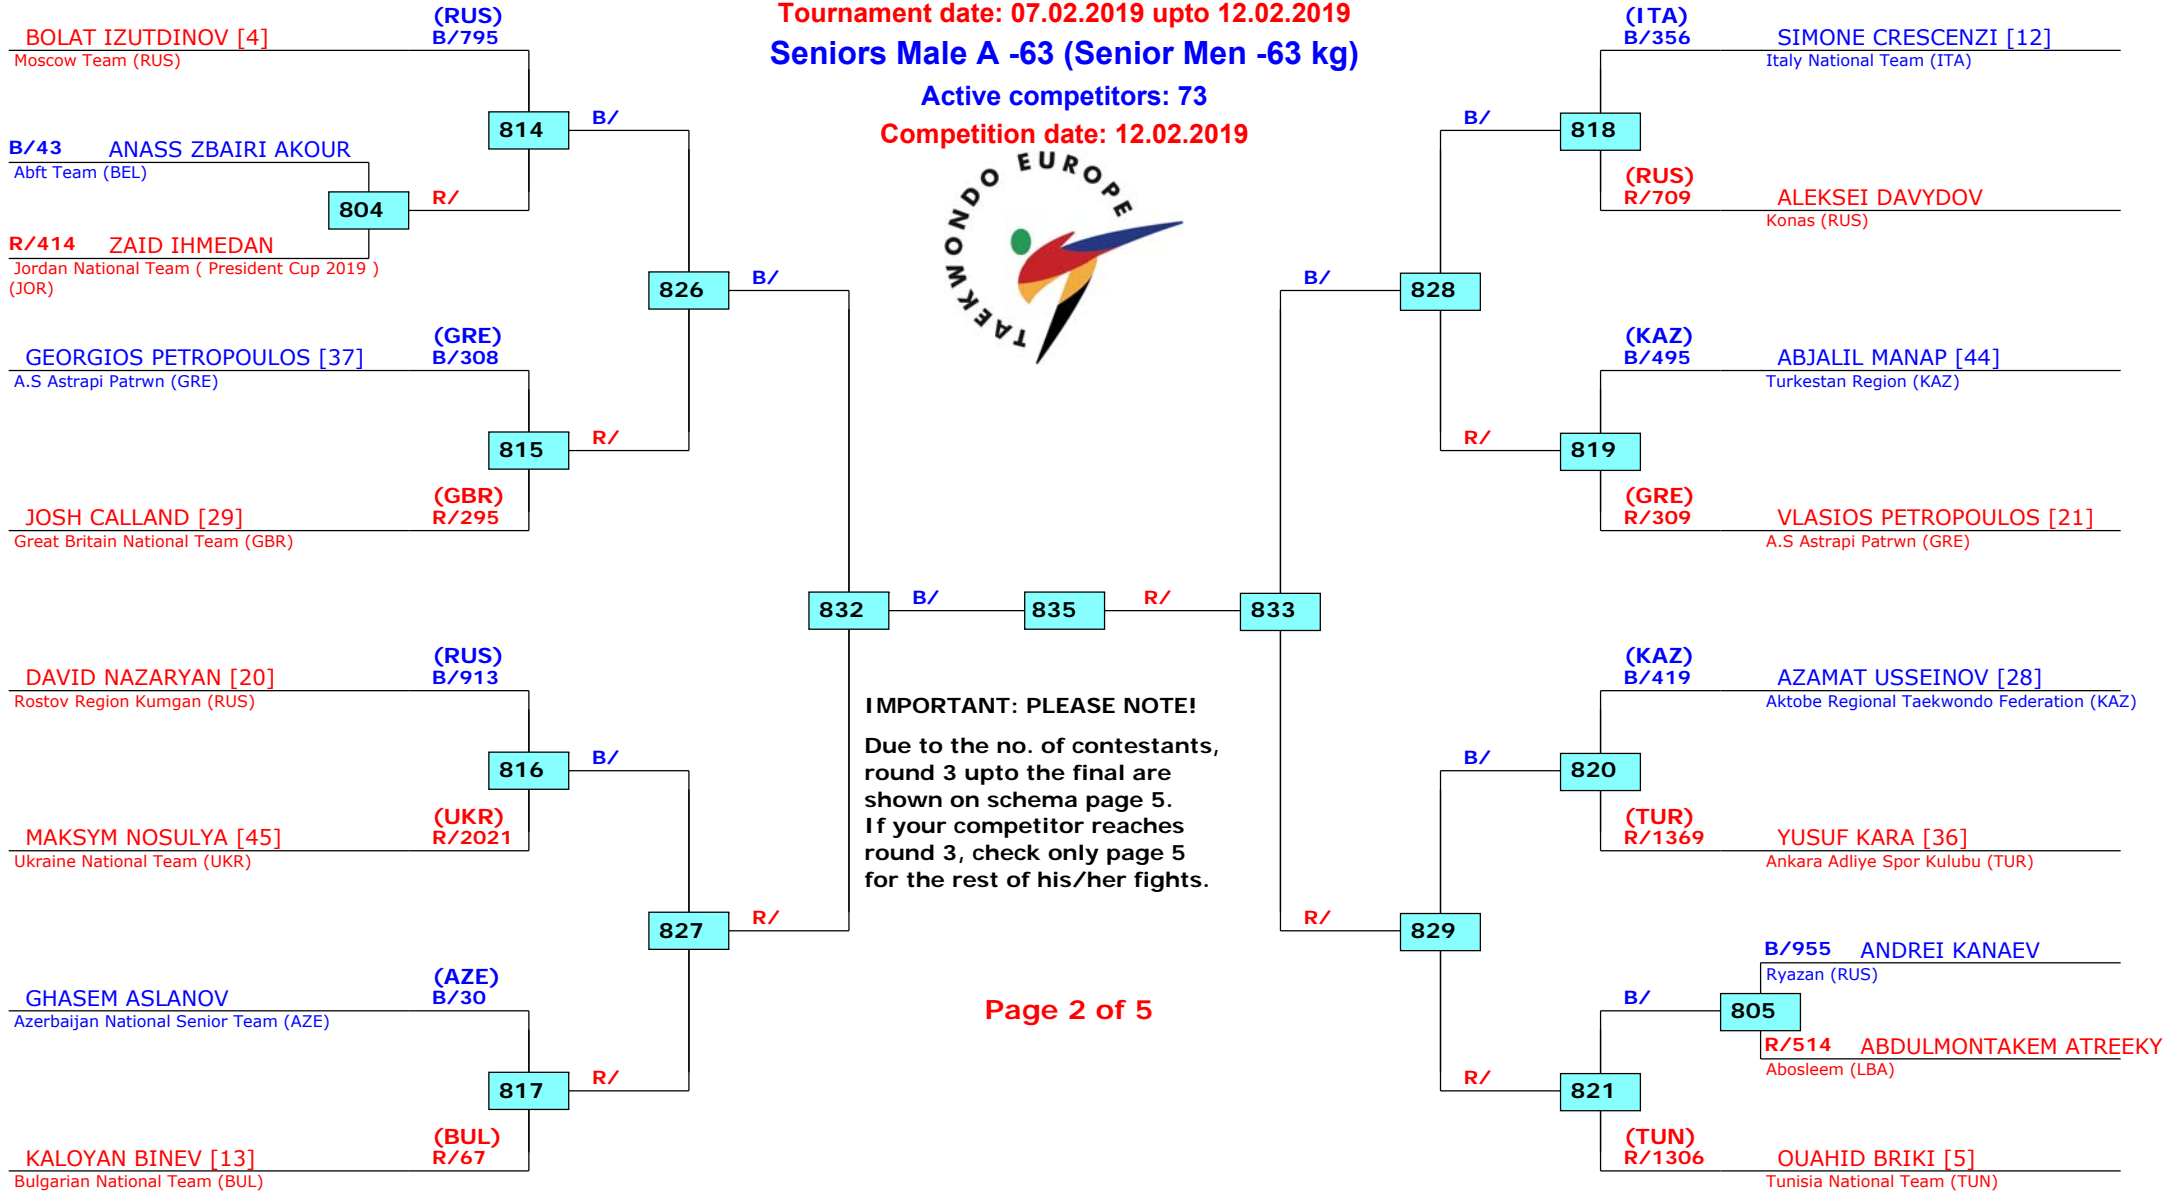 Tournament date: 07.02.2019 upto 12.02.2019
Seniors Male A -63 (Senior Men -63 kg)
Active competitors: 73
Competition date: 12.02.2019
TAEKWONDO EUROPE
(RUS)
BOLAT IZUTDINOV [4] B/795
Moscow Team (RUS)
814 B/
B/43 ANASS ZBAIRI AKOUR
Abft Team (BEL)
804 R/
R/414 ZAID IHMEDAN
Jordan National Team ( President Cup 2019 )
(JOR)
826 B/
(GRE)
GEORGIOS PETROPOULOS [37] B/308
A.S Astrapi Patrwn (GRE)
815 R/
(GBR)
JOSH CALLAND [29] R/295
Great Britain National Team (GBR)
832 B/ 835 R/ 833
(RUS)
DAVID NAZARYAN [20] B/913
Rostov Region Kumgan (RUS)
816 B/
(UKR)
MAKSYM NOSULYA [45] R/2021
Ukraine National Team (UKR)
827 R/
(AZE)
GHASEM ASLANOV B/30
Azerbaijan National Senior Team (AZE)
817 R/
(BUL)
KALOYAN BINEV [13] R/67
Bulgarian National Team (BUL)
IMPORTANT: PLEASE NOTE!
Due to the no. of contestants,
round 3 upto the final are
shown on schema page 5.
If your competitor reaches
round 3, check only page 5
for the rest of his/her fights.
Page 2 of 5
(ITA)
B/356 SIMONE CRESCENZI [12]
Italy National Team (ITA)
B/ 818
(RUS)
R/709 ALEKSEI DAVYDOV
Konas (RUS)
B/ 828
(KAZ)
B/495 ABJALIL MANAP [44]
Turkestan Region (KAZ)
R/ 819
(GRE)
R/309 VLASIOS PETROPOULOS [21]
A.S Astrapi Patrwn (GRE)
(KAZ)
B/419 AZAMAT USSEINOV [28]
Aktobe Regional Taekwondo Federation (KAZ)
B/ 820
(TUR)
R/1369 YUSUF KARA [36]
Ankara Adliye Spor Kulubu (TUR)
R/ 829
B/955 ANDREI KANAEV
Ryazan (RUS)
B/ 805
R/514 ABDULMONTAKEM ATREEKY
Abosleem (LBA)
R/ 821
(TUN)
R/1306 OUAHID BRIKI [5]
Tunisia National Team (TUN)